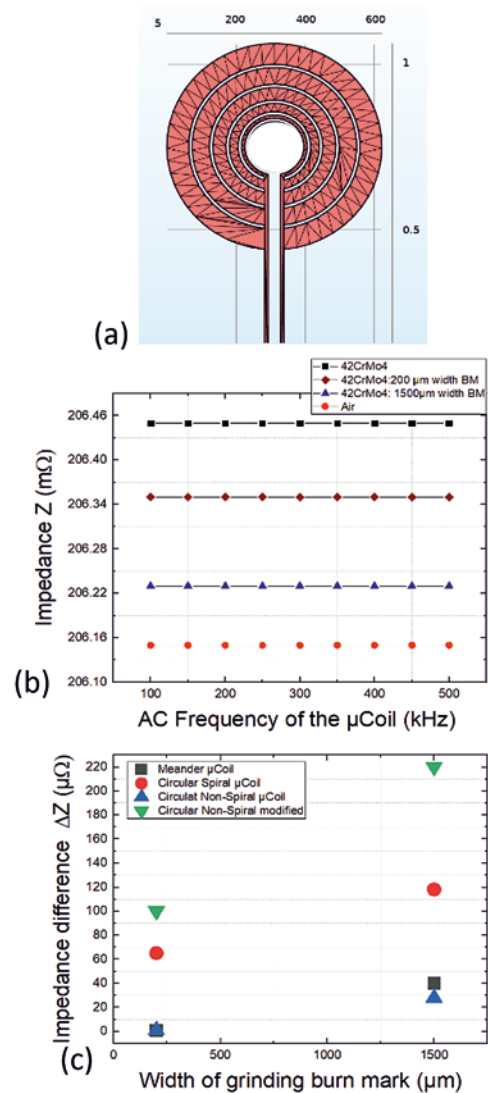 5 200 400 600
1
0.5
(a)
42CrMo4
42CrMo4:200 µm width BM
42CrMo4: 1500µm width BM
Air
206.46
206.40
206.34
206.28
206.22
206.16
206.10
Impedance Z (mΩ)
100 200 300 400 500
AC Frequency of the µCoil (kHz)
(b)
Meander µCoil
Circular Spiral µCoil
Circulat Non-Spiral µCoil
Circular Non-Spiral modified
220
200
180
160
140
120
100
80
60
40
20
0
Impedance difference ΔZ (µΩ)
0 500 1000 1500
Width of grinding burn mark (µm)
(c)